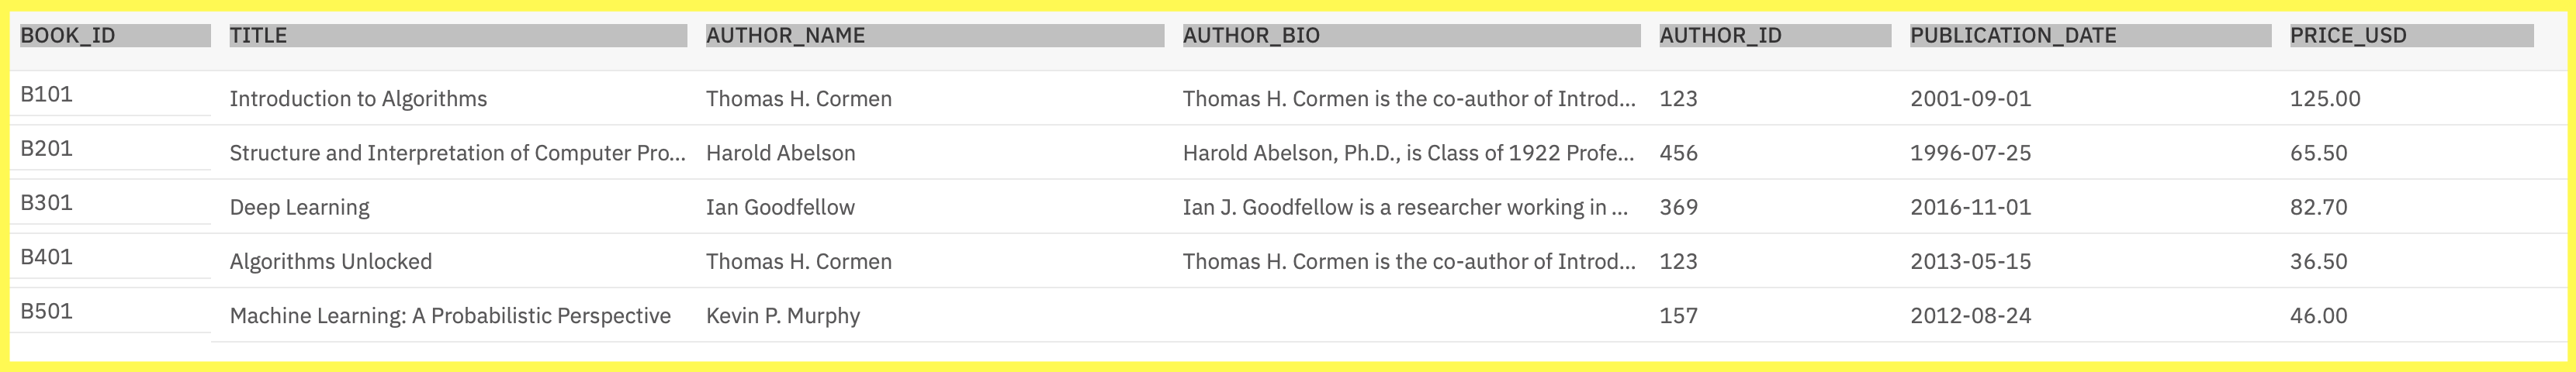 BOOK_ID TITLE AUTHOR_NAME AUTHOR_BIO AUTHOR_ID PUBLICATION_DATE PRICE_USD
B101 Introduction to Algorithms Thomas H. Cormen Thomas H. Cormen is the co-author of Introd... 123 2001-09-01 125.00
B201 Structure and Interpretation of Computer Pro... Harold Abelson Harold Abelson, Ph.D., is Class of 1922 Profe... 456 1996-07-25 65.50
B301 Deep Learning Ian Goodfellow Ian J. Goodfellow is a researcher working in ... 369 2016-11-01 82.70
B401 Algorithms Unlocked Thomas H. Cormen Thomas H. Cormen is the co-author of Introd... 123 2013-05-15 36.50
B501 Machine Learning: A Probabilistic Perspective Kevin P. Murphy 157 2012-08-24 46.00